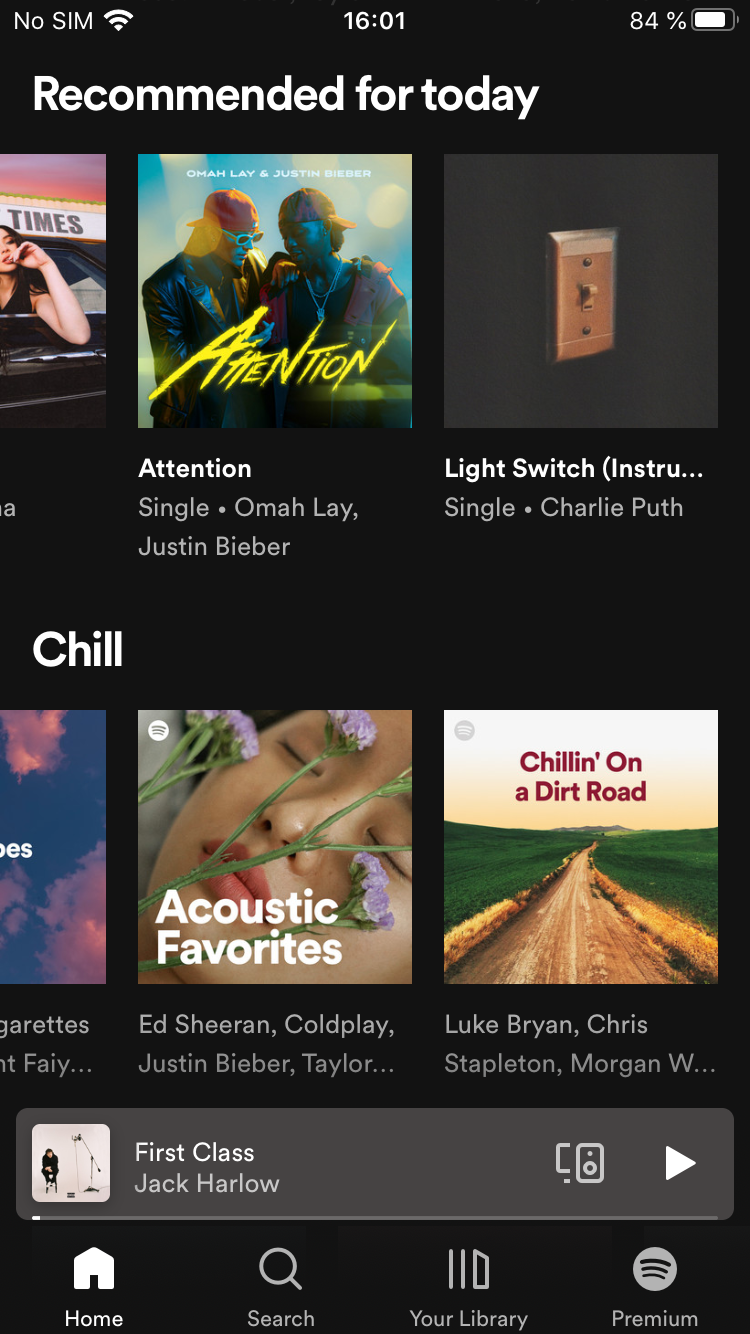 No SIM 16:01 84 %
Recommended for today
TIMES
OMAH LAY & JUSTIN BIEBER
ATTENTION
Attention
Light Switch (Instru...
na
Single • Omah Lay,
Single • Charlie Puth
Justin Bieber
Chill
bes
Acoustic
Favorites
Chillin' On
a Dirt Road
garettes
Ed Sheeran, Coldplay,
Luke Bryan, Chris
nt Faiy...
Justin Bieber, Taylor...
Stapleton, Morgan W...
First Class
Jack Harlow
Home
Search
Your Library
Premium